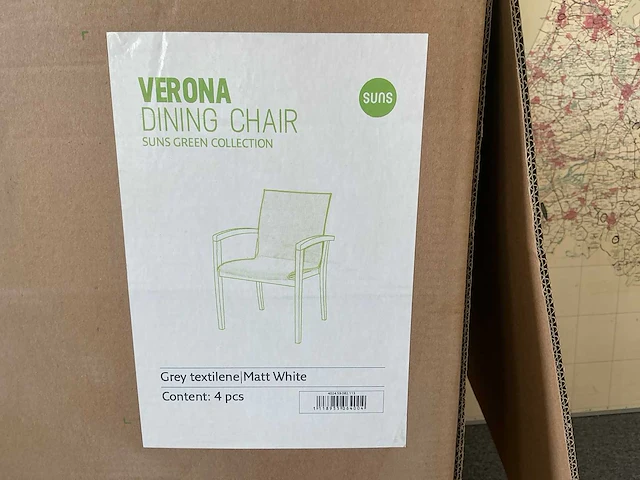 VERONA
DINING CHAIR
SUNS GREEN COLLECTION
suns
Grey textilene|Matt White
Content: 4 pcs